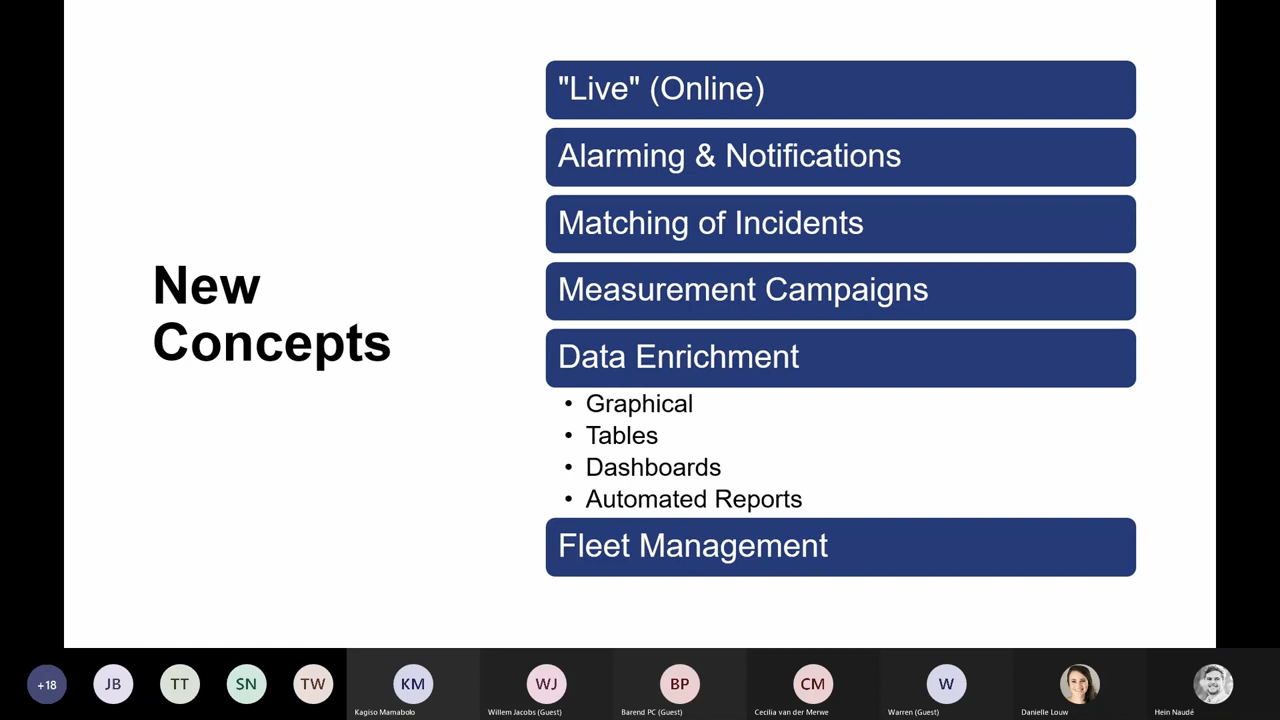 New
Concepts
"Live" (Online)
Alarming & Notifications
Matching of Incidents
Measurement Campaigns
Data Enrichment
• Graphical
• Tables
• Dashboards
• Automated Reports
Fleet Management
+18
JB
TT
SN
TW
KM
WJ
BP
CM
W
Kagiso Mamabolo
Willem Jacobs (Guest)
Barend PC (Guest)
Cecilia van der Merwe
Warren (Guest)
Danielle Louw
Hein Naudé